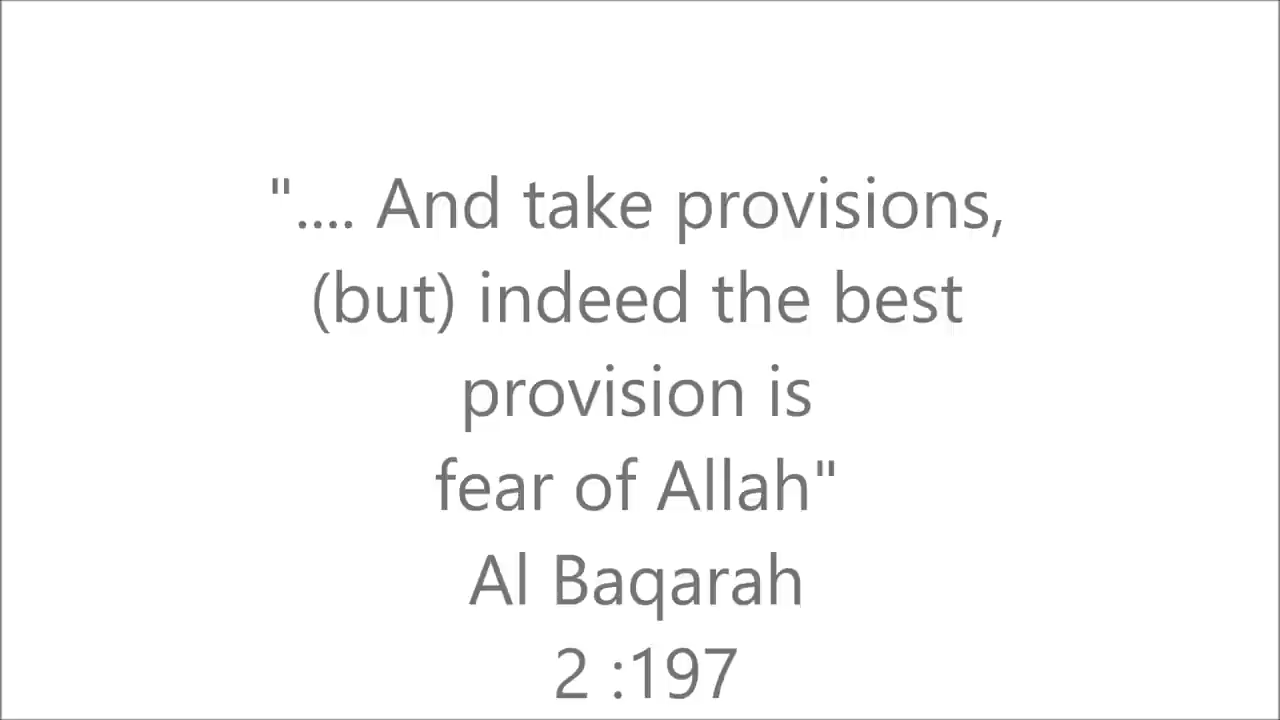 ".... And take provisions,
(but) indeed the best
provision is
fear of Allah"
Al Baqarah
2 :197